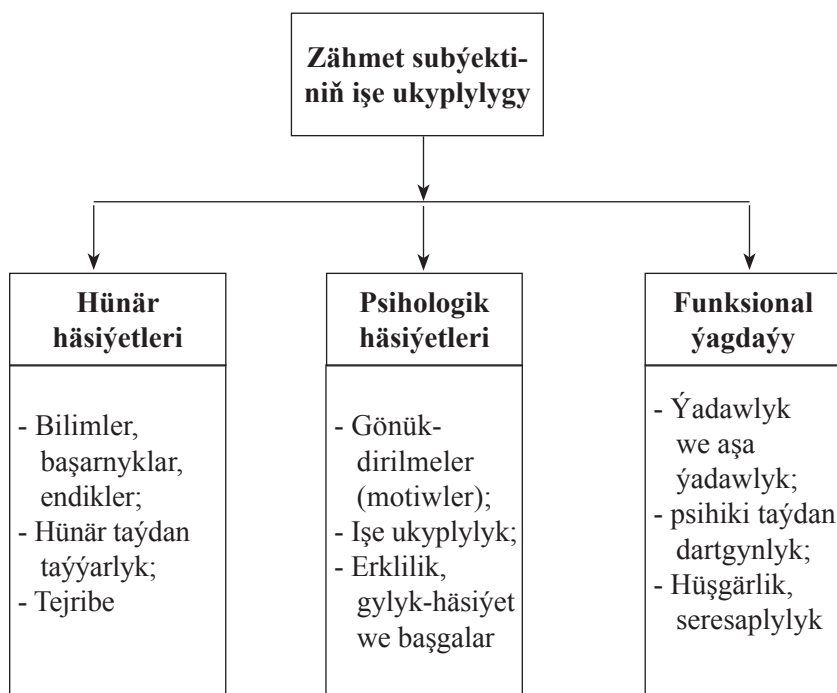 Zähmet subýekti-
niň işe ukyplylygy
Hünär
häsiýetleri
- Bilimler,
başarnyklar,
endikler;
- Hünär taýdan
taýýarlyk;
- Tejribe
Psihologik
häsiýetleri
- Gönük-
dirilmeler
(motiwler);
- Işe ukyplylyk;
- Erklilik,
gylyk-häsiýet
we başgalar
Funksional
ýagdaýy
- Ýadawlyk
we aşa
ýadawlyk;
- psihiki taýdan
dartgynlyk;
- Hüşgärlik,
seresaplylyk